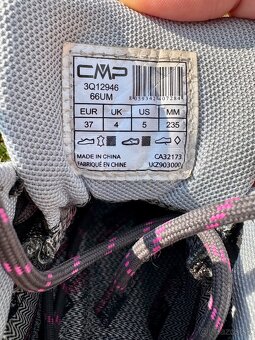 CMP
3Q12946
66UM
8059342407284
EUR UK US MM
37 4 5 235
MADE IN CHINA CA32173
FABRIQUÉ EN CHINE UZ903000